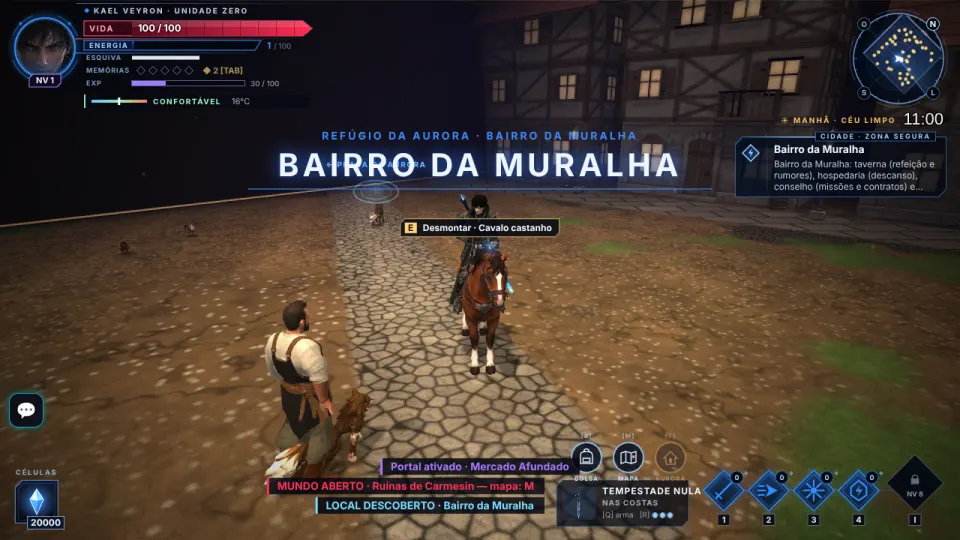 KAEL VEYRON · UNIDADE ZERO
VIDA 100 / 100
ENERGIA 1 / 100
ESQUIVA
MEMÓRIAS 2 [TAB]
EXP 30 / 100
NV 1
CONFORTÁVEL 16°C
O N
S L
MANHÃ · CÉU LIMPO 11:00
CIDADE · ZONA SEGURA
Bairro da Muralha
Bairro da Muralha: taverna (refeição e
rumores), hospedaria (descanso),
conselho (missões e contratos) e...
REFÚGIO DA AURORA · BAIRRO DA MURALHA
BAIRRO DA MURALHA
E Desmontar · Cavalo castanho
Portal ativado · Mercado Afundado
MUNDO ABERTO · Ruínas de Carmesin — mapa: M
LOCAL DESCOBERTO · Bairro da Muralha
CÉLULAS
20000
[B] [M] [T]
BOLSA MAPA AURORA
TEMPESTADE NULA
NAS COSTAS
[Q] arma [R]
0 0 0 0
NV 8
1 2 3 4 I